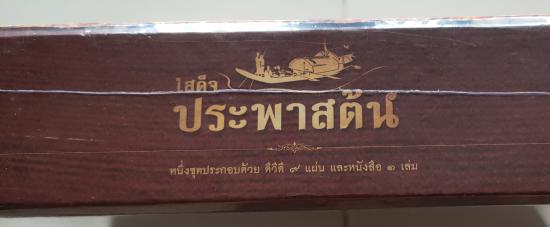 เสด็จ
ประพาสต้น
หนึ่งชุดประกอบด้วย ดีวีดี ๙ แผ่น และหนังสือ ๑ เล่ม